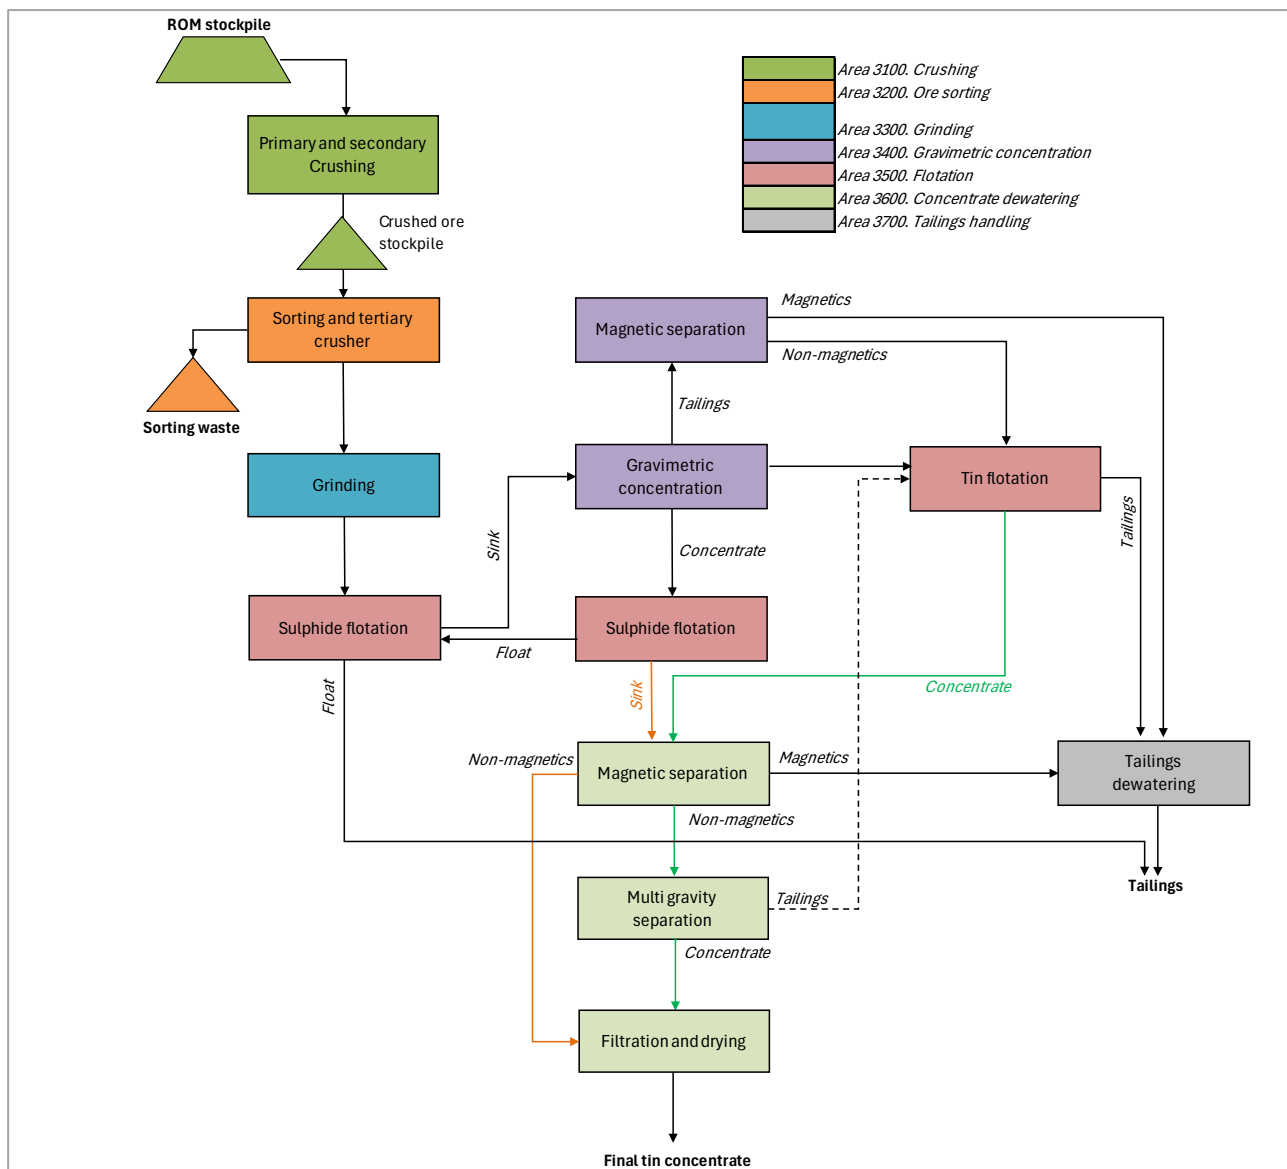 ROM stockpile
Area 3100. Crushing
Area 3200. Ore sorting
Area 3300. Grinding
Area 3400. Gravimetric concentration
Area 3500. Flotation
Area 3600. Concentrate dewatering
Area 3700. Tailings handling
Primary and secondary
Crushing
Crushed ore
stockpile
Sorting and tertiary
crusher
Sorting waste
Magnetic separation
Magnetics
Non-magnetics
Tailings
Grinding
Gravimetric
concentration
Tin flotation
Tailings
Sink
Concentrate
Sulphide flotation
Sulphide flotation
Float
Float
Sink
Concentrate
Non-magnetics
Magnetic separation
Magnetics
Tailings
dewatering
Non-magnetics
Multi gravity
separation
Tailings
Tailings
Concentrate
Filtration and drying
Final tin concentrate